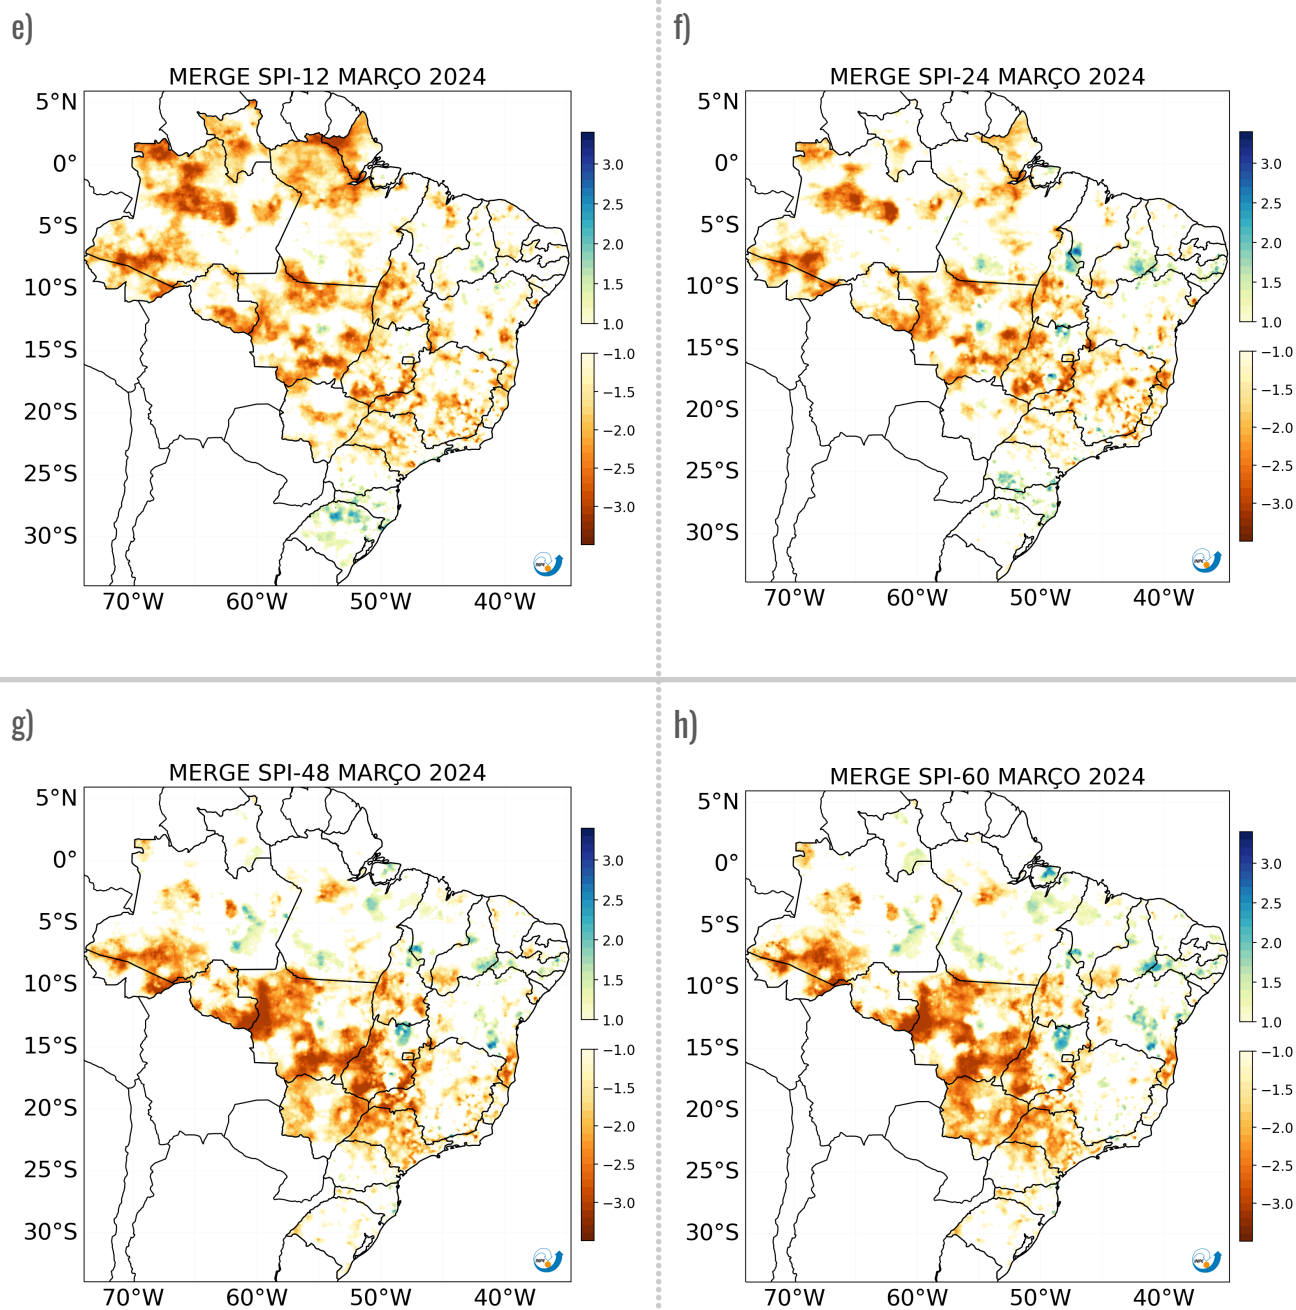 e)
MERGE SPI-12 MARÇO 2024
5°N
0°
5°S
10°S
15°S
20°S
25°S
30°S
70°W 60°W 50°W 40°W
3.0
2.5
2.0
1.5
1.0
−1.0
−1.5
−2.0
−2.5
−3.0
INPE
f)
MERGE SPI-24 MARÇO 2024
5°N
0°
5°S
10°S
15°S
20°S
25°S
30°S
70°W 60°W 50°W 40°W
3.0
2.5
2.0
1.5
1.0
−1.0
−1.5
−2.0
−2.5
−3.0
INPE
g)
MERGE SPI-48 MARÇO 2024
5°N
0°
5°S
10°S
15°S
20°S
25°S
30°S
70°W 60°W 50°W 40°W
3.0
2.5
2.0
1.5
1.0
−1.0
−1.5
−2.0
−2.5
−3.0
INPE
h)
MERGE SPI-60 MARÇO 2024
5°N
0°
5°S
10°S
15°S
20°S
25°S
30°S
70°W 60°W 50°W 40°W
3.0
2.5
2.0
1.5
1.0
−1.0
−1.5
−2.0
−2.5
−3.0
INPE